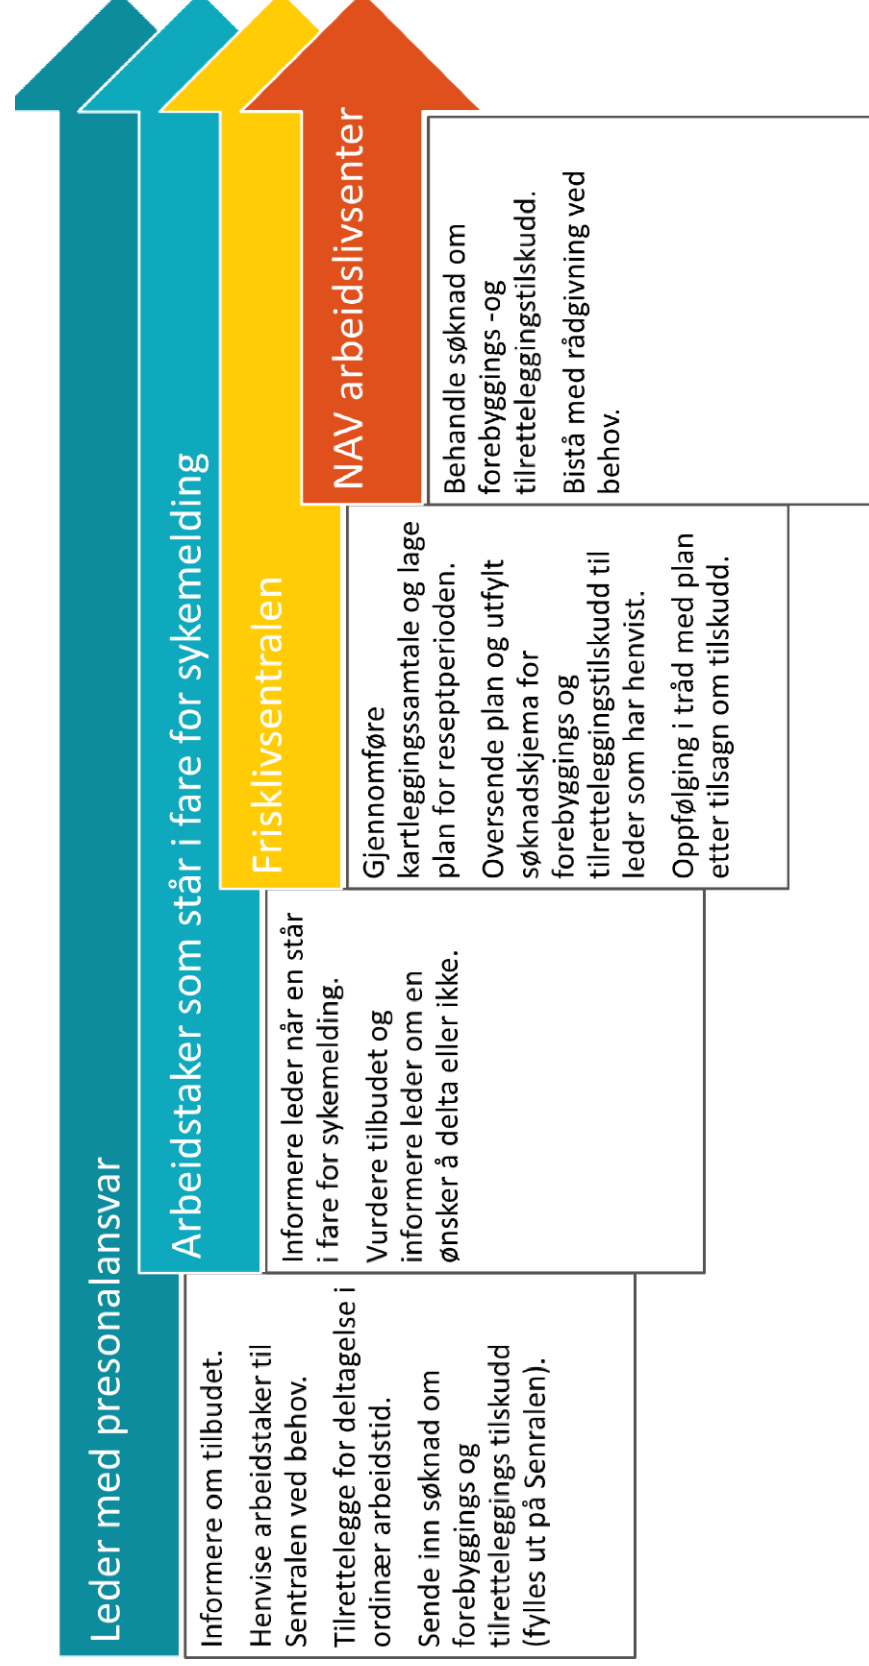 Leder med presonalansvar
Informere om tilbudet.
Henvise arbeidstaker til
Sentralen ved behov.
Tilrettelegge for deltagelse i
ordinær arbeidstid.
Sende inn søknad om
forebyggings og
tilretteleggings tilskudd
(fylles ut på Senralen).
Arbeidstaker som står i fare for sykemelding
Informere leder når en står
i fare for sykemelding.
Vurdere tilbudet og
informere leder om en
ønsker å delta eller ikke.
Frisklivsentralen
Gjennomføre
kartleggingssamtale og lage
plan for reseptperioden.
Oversende plan og utfylt
søknadskjema for
forebyggings og
tilretteleggingstilskudd til
leder som har henvist.
Oppfølging i tråd med plan
etter tilsagn om tilskudd.
NAV arbeidslivsenter
Behandle søknad om
forebyggings -og
tilretteleggingstilskudd.
Bistå med rådgivning ved
behov.